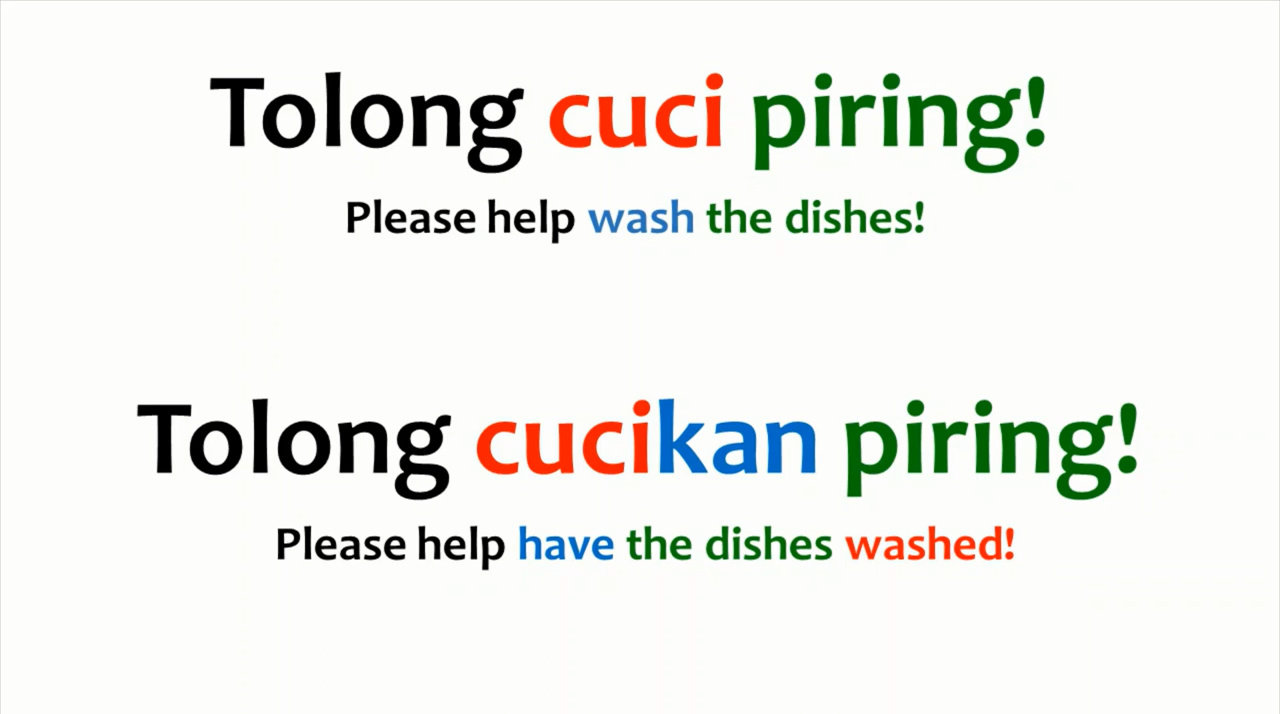 Tolong cuci piring!
Please help wash the dishes!
Tolong cucikan piring!
Please help have the dishes washed!